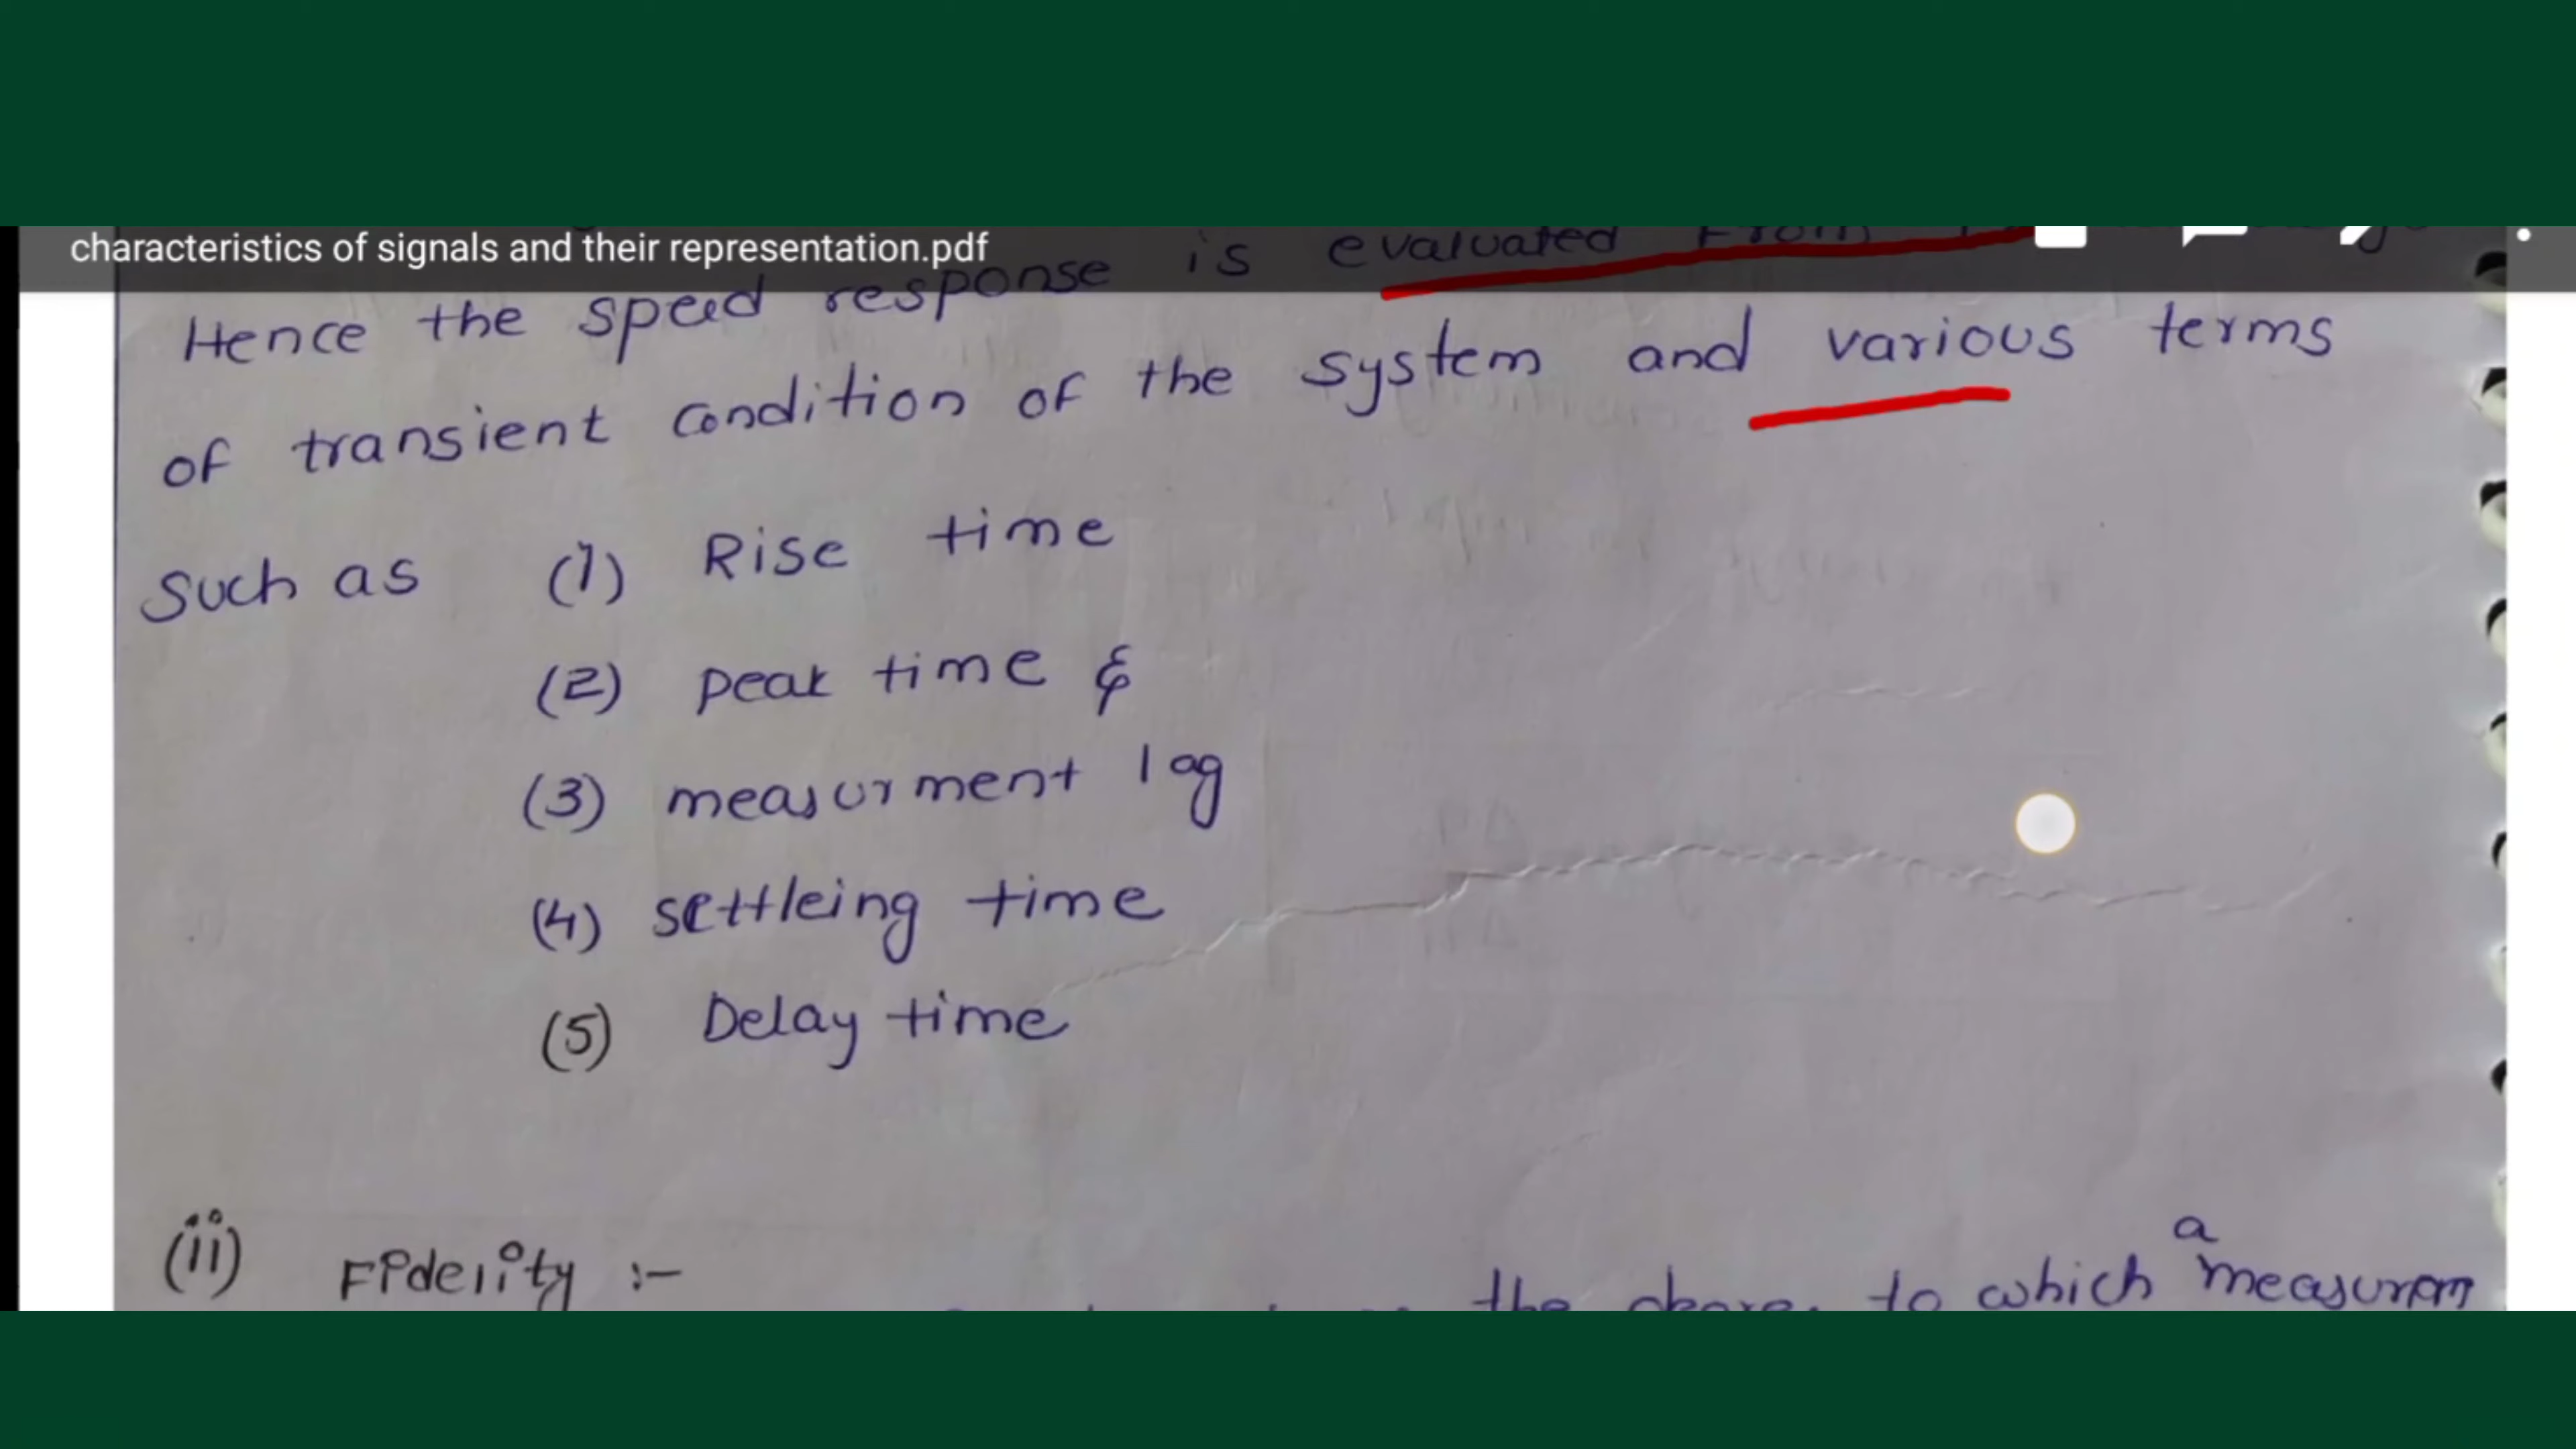 characteristics of signals and their representation.pdf
Hence the speed response is evaluated From
of transient condition of the system and various terms
Such as (1) Rise time
(2) peak time &
(3) measurment lag
(4) settleing time
(5) Delay time
(ii) Fidelity :-
the to which a measurem